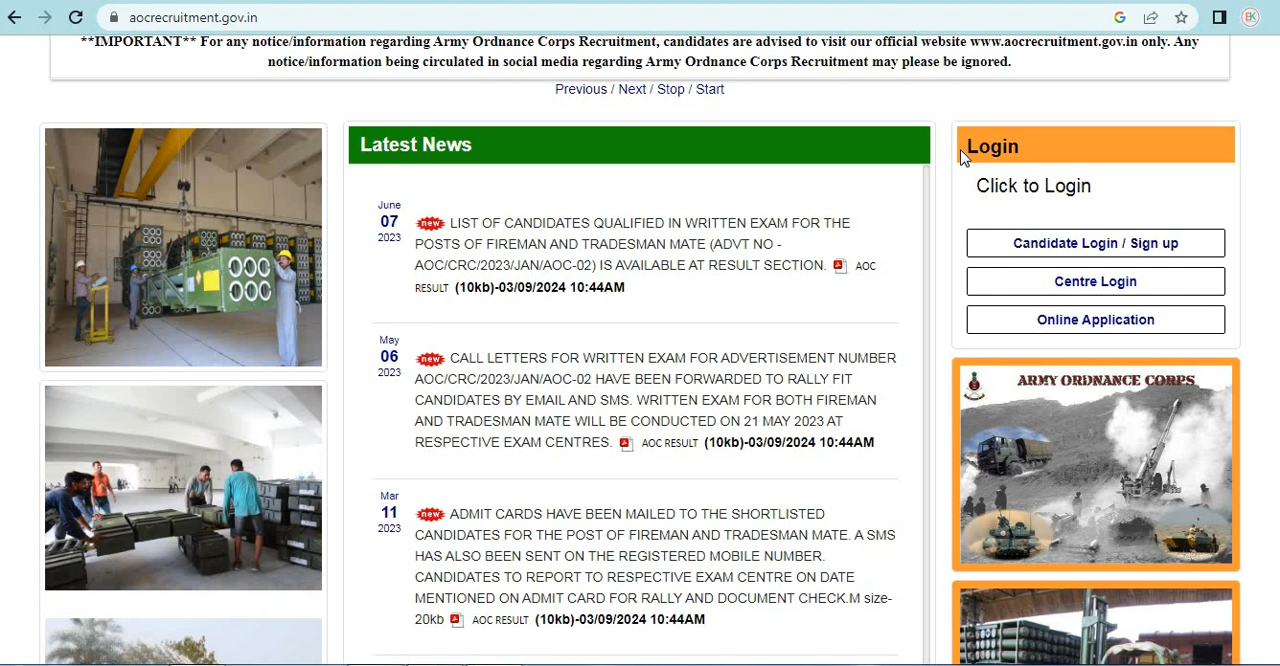 aocrecruitment.gov.in
**IMPORTANT** For any notice/information regarding Army Ordnance Corps Recruitment, candidates are advised to visit our official website www.aocrecruitment.gov.in only. Any
notice/information being circulated in social media regarding Army Ordnance Corps Recruitment may please be ignored.
Previous / Next / Stop / Start
Latest News
June
07
2023
new LIST OF CANDIDATES QUALIFIED IN WRITTEN EXAM FOR THE
POSTS OF FIREMAN AND TRADESMAN MATE (ADVT NO -
AOC/CRC/2023/JAN/AOC-02) IS AVAILABLE AT RESULT SECTION. AOC
RESULT (10kb)-03/09/2024 10:44AM
May
06
2023
new CALL LETTERS FOR WRITTEN EXAM FOR ADVERTISEMENT NUMBER
AOC/CRC/2023/JAN/AOC-02 HAVE BEEN FORWARDED TO RALLY FIT
CANDIDATES BY EMAIL AND SMS. WRITTEN EXAM FOR BOTH FIREMAN
AND TRADESMAN MATE WILL BE CONDUCTED ON 21 MAY 2023 AT
RESPECTIVE EXAM CENTRES. AOC RESULT (10kb)-03/09/2024 10:44AM
Mar
11
2023
new ADMIT CARDS HAVE BEEN MAILED TO THE SHORTLISTED
CANDIDATES FOR THE POST OF FIREMAN AND TRADESMAN MATE. A SMS
HAS ALSO BEEN SENT ON THE REGISTERED MOBILE NUMBER.
CANDIDATES TO REPORT TO RESPECTIVE EXAM CENTRE ON DATE
MENTIONED ON ADMIT CARD FOR RALLY AND DOCUMENT CHECK.M size-
20kb AOC RESULT (10kb)-03/09/2024 10:44AM
Login
Click to Login
Candidate Login / Sign up
Centre Login
Online Application
ARMY ORDNANCE CORPS